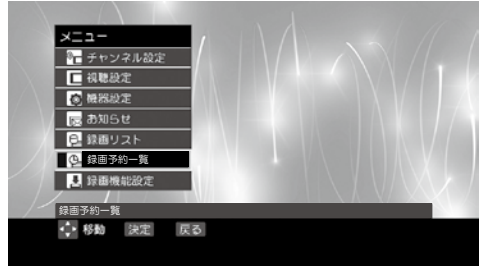 メニュー
チャンネル設定
視聴設定
機器設定
お知らせ
録画リスト
録画予約一覧
録画機能設定
録画予約一覧
移動 決定 戻る